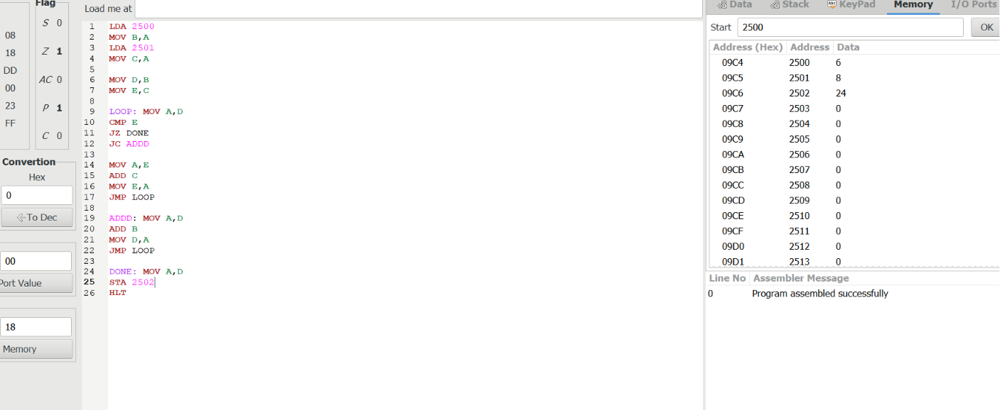 Flag
S 0
Z 1
AC 0
P 1
C 0
08
18
DD
00
23
FF
Convertion
Hex
0
To Dec
00
Port Value
18
Memory
Load me at
1 LDA 2500
2 MOV B,A
3 LDA 2501
4 MOV C,A
5
6 MOV D,B
7 MOV E,C
8
9 LOOP: MOV A,D
10 CMP E
11 JZ DONE
12 JC ADDD
13
14 MOV A,E
15 ADD C
16 MOV E,A
17 JMP LOOP
18
19 ADDD: MOV A,D
20 ADD B
21 MOV D,A
22 JMP LOOP
23
24 DONE: MOV A,D
25 STA 2502
26 HLT
Data Stack Abc KeyPad Memory I/O Ports
Start 2500 OK
Address (Hex) Address Data
09C4 2500 6
09C5 2501 8
09C6 2502 24
09C7 2503 0
09C8 2504 0
09C9 2505 0
09CA 2506 0
09CB 2507 0
09CC 2508 0
09CD 2509 0
09CE 2510 0
09CF 2511 0
09D0 2512 0
09D1 2513 0
Line No Assembler Message
0 Program assembled successfully